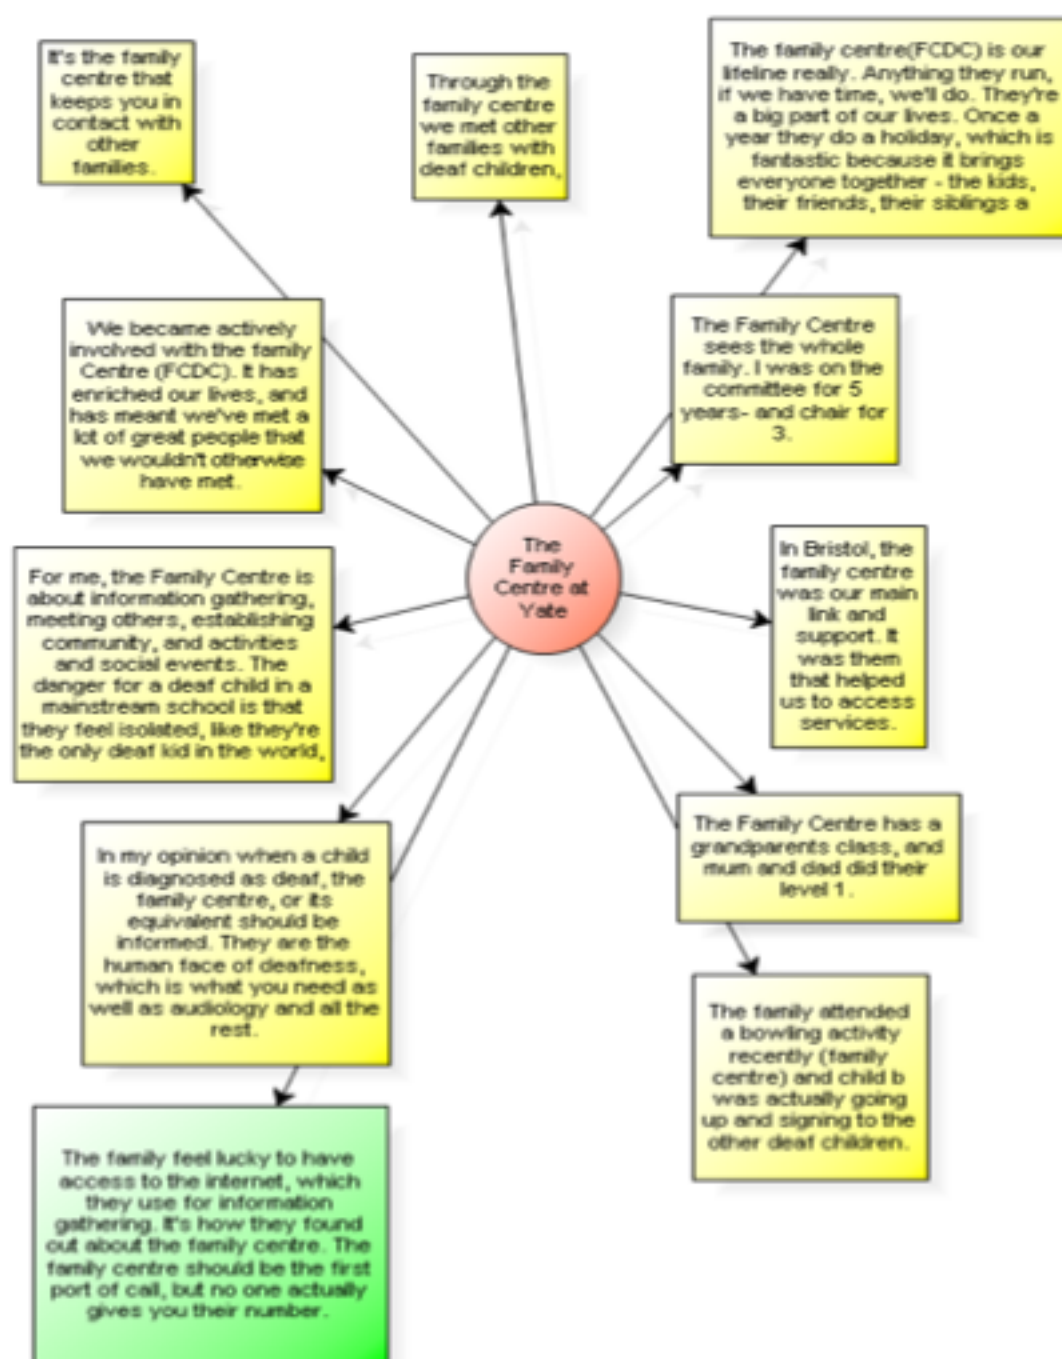 It's the family
centre that
keeps you in
contact with
other
families.
Through the
family centre
we met other
families with
deaf children,
The family centre(FCDC) is our
lifeline really. Anything they run,
if we have time, we'll do. They're
a big part of our lives. Once a
year they do a holiday, which is
fantastic because it brings
everyone together - the kids,
their friends, their siblings a
We became actively
involved with the family
Centre (FCDC). It has
enriched our lives, and
has meant we've met a
lot of great people that
we wouldn't otherwise
have met.
The Family Centre
sees the whole
family. I was on the
committee for 5
years- and chair for
3.
The
Family
Centre at
Yate
In Bristol, the
family centre
was our main
link and
support. It
was them
that helped
us to access
services.
For me, the Family Centre is
about information gathering,
meeting others, establishing
community, and activities
and social events. The
danger for a deaf child in a
mainstream school is that
they feel isolated, like they're
the only deaf kid in the world,
The Family Centre has a
grandparents class, and
mum and dad did their
level 1.
In my opinion when a child
is diagnosed as deaf, the
family centre, or its
equivalent should be
informed. They are the
human face of deafness,
which is what you need as
well as audiology and all the
rest.
The family attended
a bowling activity
recently (family
centre) and child b
was actually going
up and signing to the
other deaf children.
The family feel lucky to have
access to the internet, which
they use for information
gathering. It's how they found
out about the family centre. The
family centre should be the first
port of call, but no one actually
gives you their number.